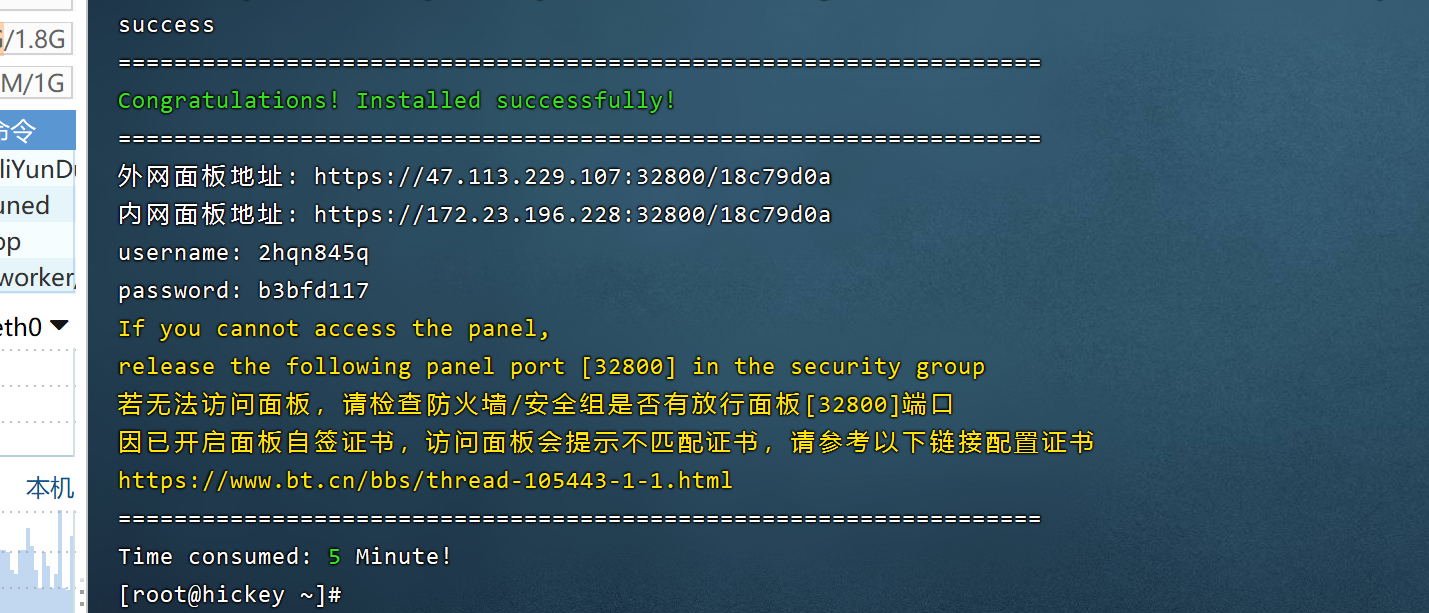 success
==================================================================
Congratulations! Installed successfully!
==================================================================
外网面板地址: https://47.113.229.107:32800/18c79d0a
内网面板地址: https://172.23.196.228:32800/18c79d0a
username: 2hqn845q
password: b3bfd117
If you cannot access the panel,
release the following panel port [32800] in the security group
若无法访问面板，请检查防火墙/安全组是否有放行面板[32800]端口
因已开启面板自签证书，访问面板会提示不匹配证书，请参考以下链接配置证书
https://www.bt.cn/bbs/thread-105443-1-1.html
==================================================================
Time consumed: 5 Minute!
[root@hickey ~]#
/1.8G
M/1G
命令
liYunDu
uned
op
worker/
eth0
本机